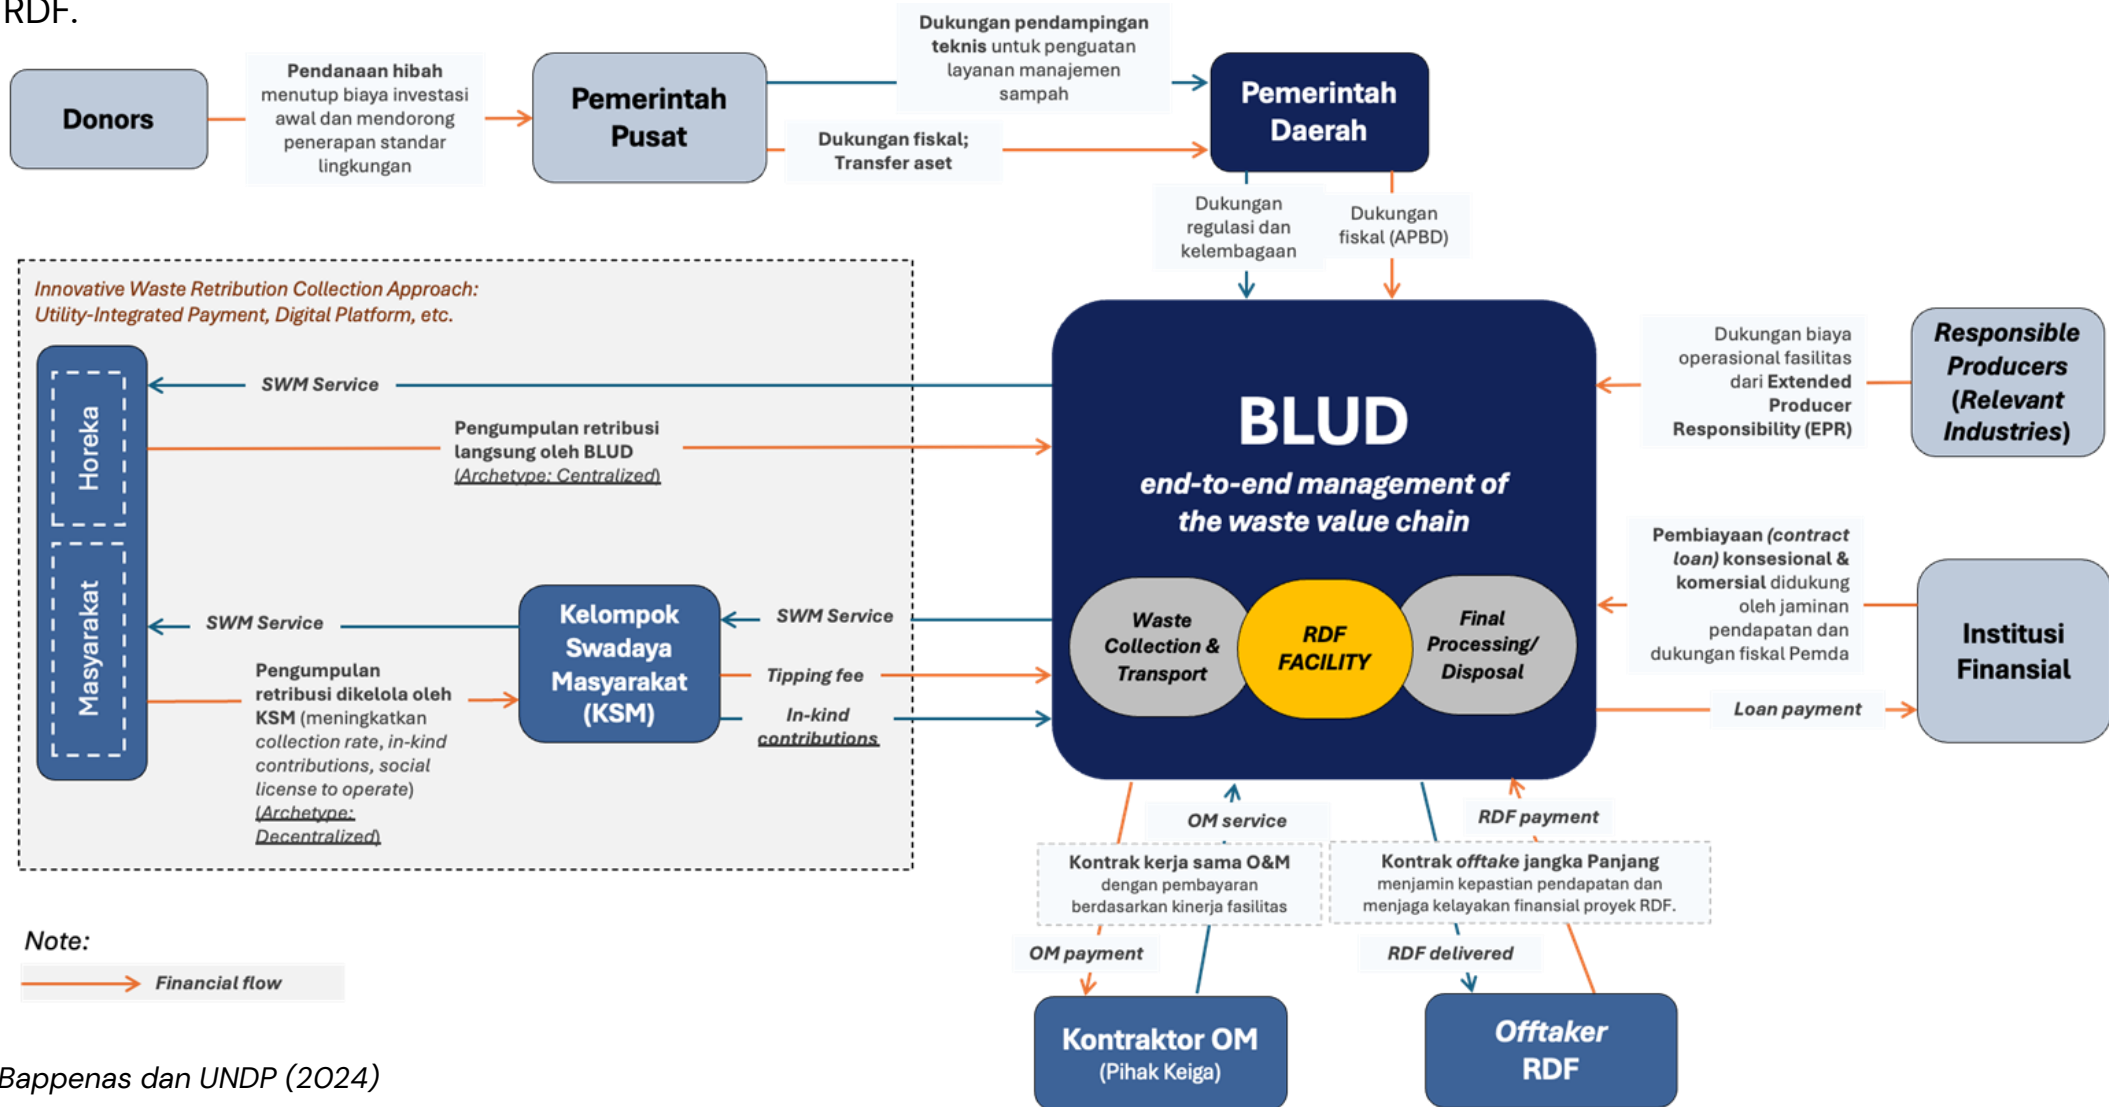 RDF.
Donors
Pendanaan hibah
menutup biaya investasi
awal dan mendorong
penerapan standar
lingkungan
Pemerintah
Pusat
Dukungan pendampingan
teknis untuk penguatan
layanan manajemen
sampah
Dukungan fiskal;
Transfer aset
Pemerintah
Daerah
Dukungan
regulasi dan
kelembagaan
Dukungan
fiskal (APBD)
Innovative Waste Retribution Collection Approach:
Utility-Integrated Payment, Digital Platform, etc.
Horeka
Masyarakat
SWM Service
Pengumpulan retribusi
langsung oleh BLUD
(Archetype: Centralized)
SWM Service
Pengumpulan
retribusi dikelola oleh
KSM (meningkatkan
collection rate, in-kind
contributions, social
license to operate)
(Archetype:
Decentralized)
Kelompok
Swadaya
Masyarakat
(KSM)
SWM Service
Tipping fee
In-kind
contributions
BLUD
end-to-end management of
the waste value chain
Waste
Collection &
Transport
RDF
FACILITY
Final
Processing/
Disposal
Dukungan biaya
operasional fasilitas
dari Extended
Producer
Responsibility (EPR)
Responsible
Producers
(Relevant
Industries)
Pembiayaan (contract
loan) konsesional &
komersial didukung
oleh jaminan
pendapatan dan
dukungan fiskal Pemda
Loan payment
Institusi
Finansial
OM service
Kontrak kerja sama O&M
dengan pembayaran
berdasarkan kinerja fasilitas
OM payment
Kontraktor OM
(Pihak Keiga)
RDF payment
Kontrak offtake jangka Panjang
menjamin kepastian pendapatan dan
menjaga kelayakan finansial proyek RDF.
RDF delivered
Offtaker
RDF
Note:
Financial flow
Bappenas dan UNDP (2024)